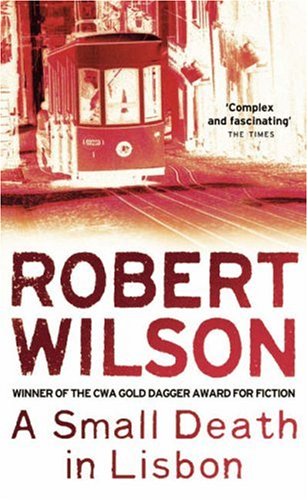 'Complex
and fascinating'
THE TIMES
ROBERT
WILSON
WINNER OF THE CWA GOLD DAGGER AWARD FOR FICTION
A Small Death
in Lisbon